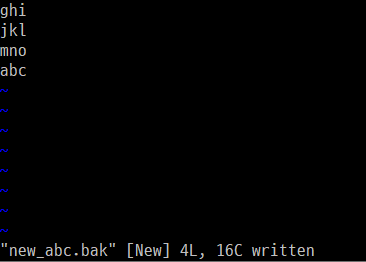 ghi
jkl
mno
abc
~
~
~
~
~
~
~
~
"new_abc.bak" [New] 4L, 16C written